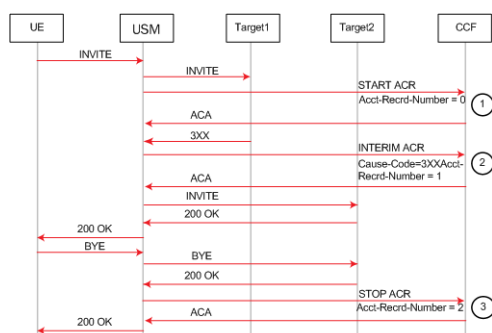 UE USM Target1 Target2 CCF
INVITE
INVITE
START ACR
Acct-Recrd-Number = 0
1
ACA
3XX
INTERIM ACR
2
Cause-Code=3XXAcct-
Recrd-Number = 1
ACA
INVITE
200 OK
200 OK
BYE
BYE
200 OK
STOP ACR
Acct-Recrd-Number = 2
3
ACA
200 OK